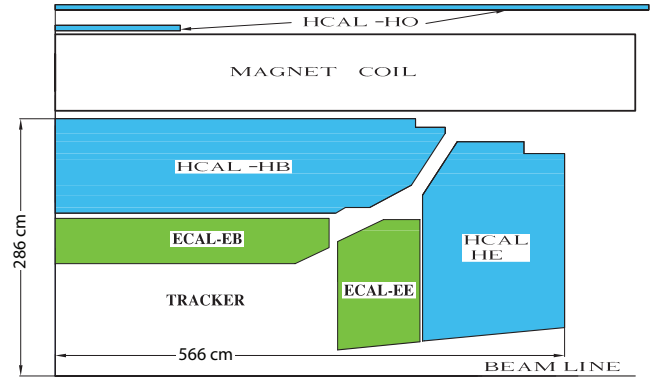 HCAL -HO
MAGNET COIL
HCAL -HB
ECAL-EB
HCAL
HE
286 cm
ECAL-EE
TRACKER
566 cm
BEAM LINE